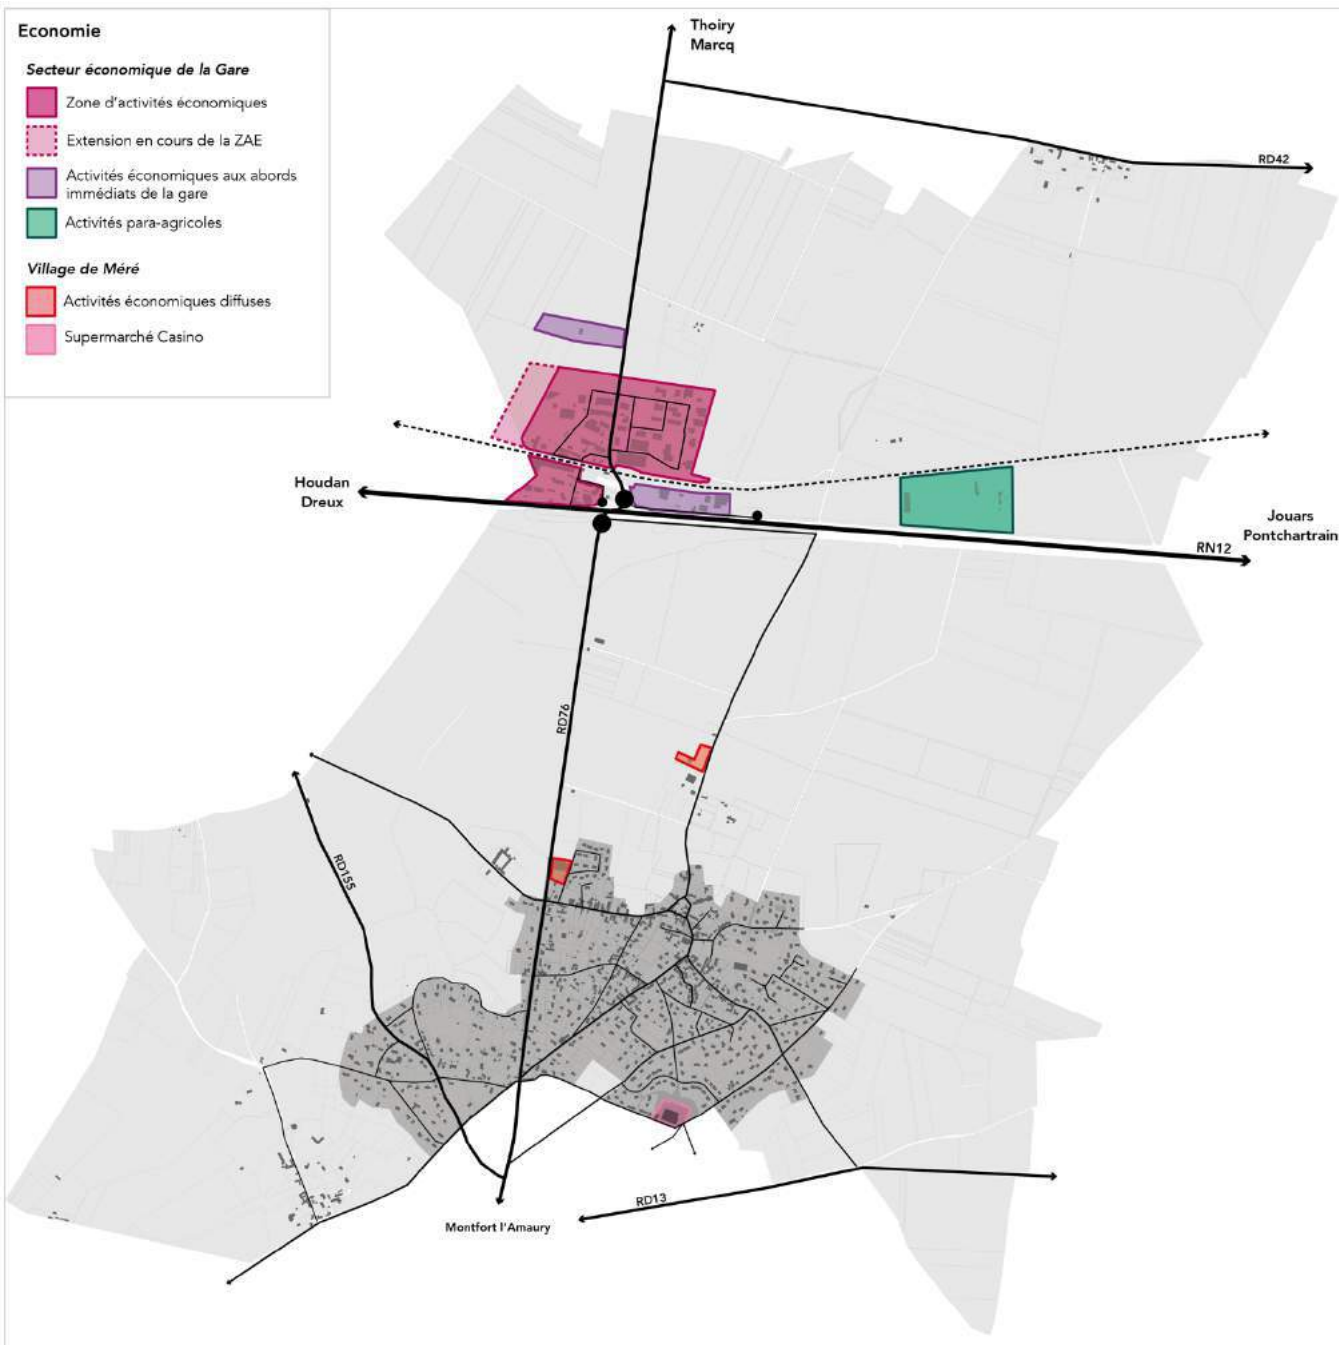 Economie
Secteur économique de la Gare
Zone d'activités économiques
Extension en cours de la ZAE
Activités économiques aux abords
immédiats de la gare
Activités para-agricoles
Village de Méré
Activités économiques diffuses
Supermarché Casino
Thoiry
Marcq
RD42
Houdan
Dreux
Jouars
Pontchartrain
RN12
RD76
RD155
RD13
Montfort l'Amaury